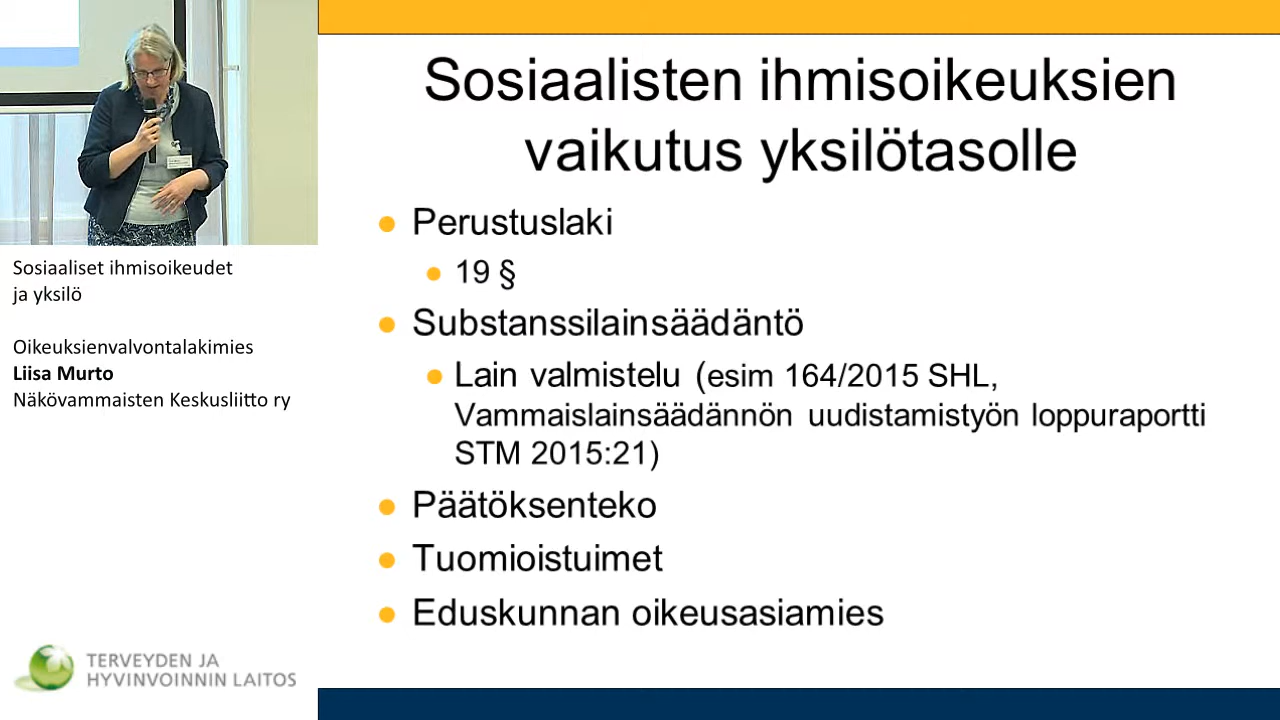 Sosiaalisten ihmisoikeuksien
vaikutus yksilötasolle
Perustuslaki
19 §
Substanssilainsäädäntö
Lain valmistelu (esim 164/2015 SHL,
Vammaislainsäädännön uudistamistyön loppuraportti
STM 2015:21)
Päätöksenteko
Tuomioistuimet
Eduskunnan oikeusasiamies
Sosiaaliset ihmisoikeudet
ja yksilö
Oikeuksienvalvontalakimies
Liisa Murto
Näkövammaisten Keskusliitto ry
TERVEYDEN JA
HYVINVOINNIN LAITOS